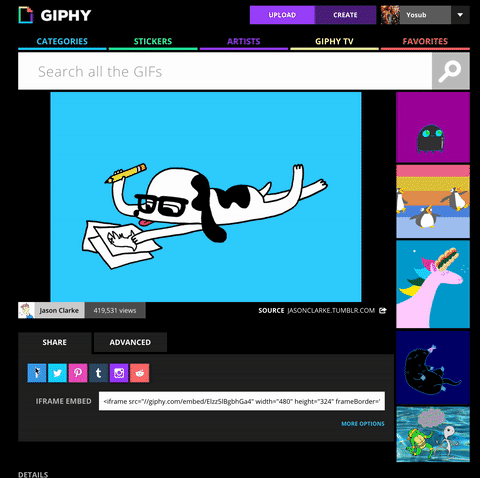 GIPHY
UPLOAD
CREATE
Yosub
CATEGORIES
STICKERS
ARTISTS
GIPHY TV
FAVORITES
Search all the GIFs
Jason Clarke
419,531 views
SOURCE JASONCLARKE.TUMBLR.COM
SHARE
ADVANCED
IFRAME EMBED
<iframe src="//giphy.com/embed/Elzz5lBgbhGa4" width="480" height="324" frameBorder='
MORE OPTIONS
DETAILS